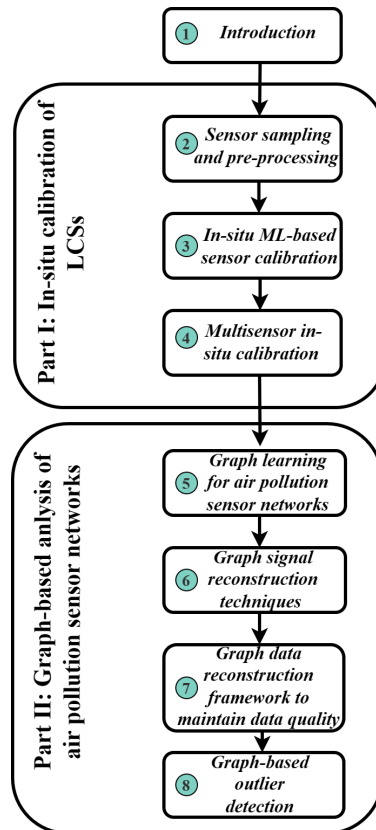 1 Introduction
Part I: In-situ calibration of
LCSs
2 Sensor sampling
and pre-processing
3 In-situ ML-based
sensor calibration
4 Multisensor in-
situ calibration
Part II: Graph-based anlysis of
air pollution sensor networks
5 Graph learning
for air pollution
sensor networks
6 Graph signal
reconstruction
techniques
7 Graph data
reconstruction
framework to
maintain data quality
8 Graph-based
outlier
detection